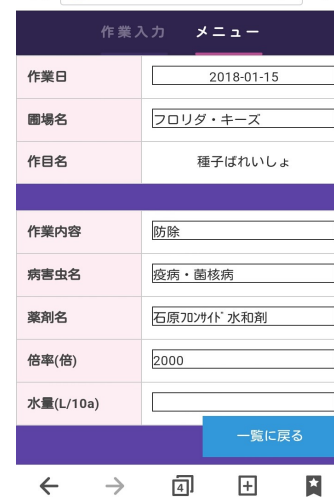 作業入力 メニュー
作業日 2018-01-15
圃場名 フロリダ・キーズ
作目名 種子ばれいしょ
作業内容 防除
病害虫名 疫病・菌核病
薬剤名 石原ﾌﾛﾝｻｲﾄﾞ水和剤
倍率(倍) 2000
水量(L/10a)
一覧に戻る
4